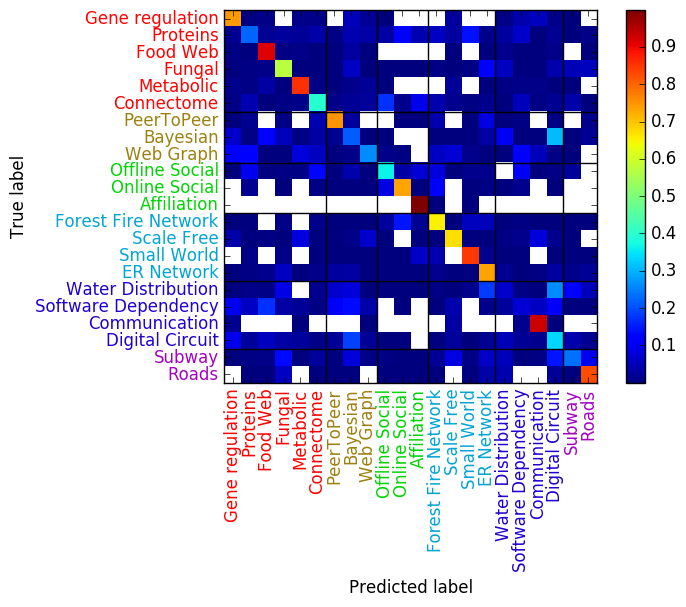 True label
Gene regulation
Proteins
Food Web
Fungal
Metabolic
Connectome
PeerToPeer
Bayesian
Web Graph
Offline Social
Online Social
Affiliation
Forest Fire Network
Scale Free
Small World
ER Network
Water Distribution
Software Dependency
Communication
Digital Circuit
Subway
Roads
Gene regulation
Proteins
Food Web
Fungal
Metabolic
Connectome
PeerToPeer
Bayesian
Web Graph
Offline Social
Online Social
Affiliation
Forest Fire Network
Scale Free
Small World
ER Network
Water Distribution
Software Dependency
Communication
Digital Circuit
Subway
Roads
Predicted label
0.9
0.8
0.7
0.6
0.5
0.4
0.3
0.2
0.1